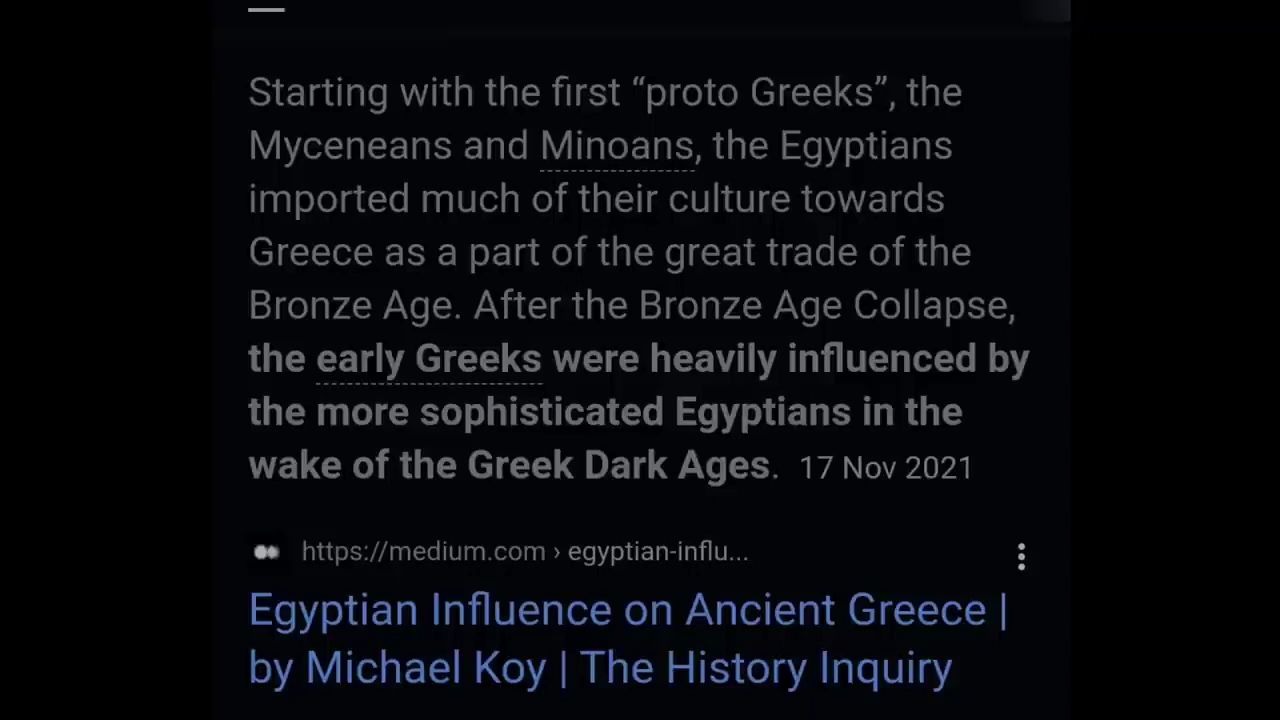 Starting with the first “proto Greeks”, the
Myceneans and Minoans, the Egyptians
imported much of their culture towards
Greece as a part of the great trade of the
Bronze Age. After the Bronze Age Collapse,
the early Greeks were heavily influenced by
the more sophisticated Egyptians in the
wake of the Greek Dark Ages. 17 Nov 2021
https://medium.com › egyptian-influ...
Egyptian Influence on Ancient Greece |
by Michael Koy | The History Inquiry